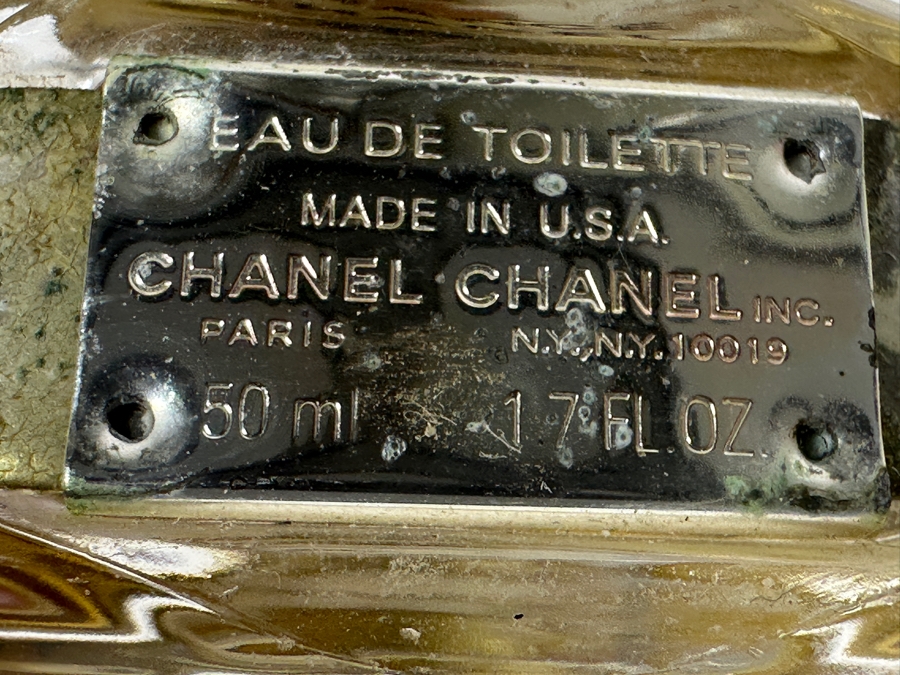 EAU DE TOILETTE
MADE IN U.S.A.
CHANEL CHANEL INC.
PARIS N.Y., N.Y. 10019
50 ml 1 7 FL.OZ.